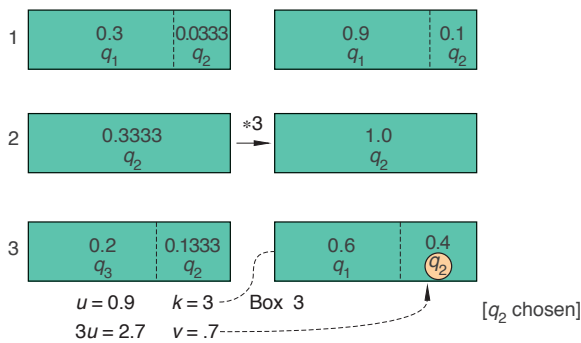 1
0.3 0.0333
q1 q2
0.9 0.1
q1 q2
2
0.3333
q2
*3
1.0
q2
3
0.2 0.1333
q3 q2
0.6 0.4
q1 q2
u = 0.9 k = 3 Box 3
3u = 2.7 v = .7
[q2 chosen]